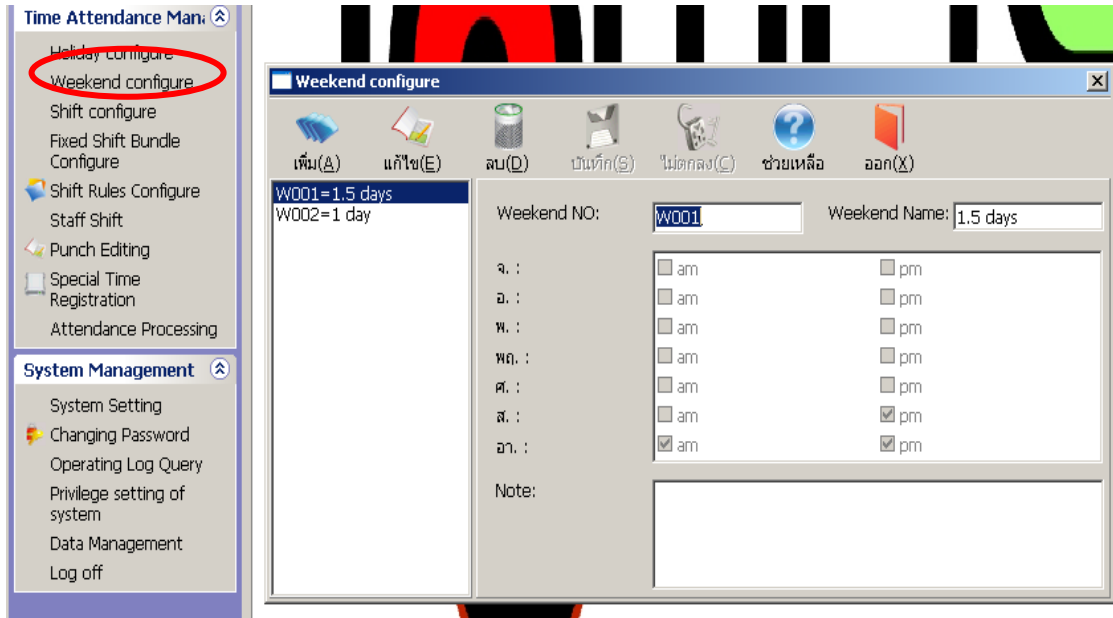 Time Attendance Mana
Holiday configure
Weekend configure
Shift configure
Fixed Shift Bundle
Configure
Shift Rules Configure
Staff Shift
Punch Editing
Special Time
Registration
Attendance Processing
System Management
System Setting
Changing Password
Operating Log Query
Privilege setting of
system
Data Management
Log off
Weekend configure
เพิ่ม(A) แก้ไข(E) ลบ(D) บันทึก(S) ไม่ตกลง(C) ช่วยเหลือ ออก(X)
W001=1.5 days
W002=1 day
Weekend NO: W001 Weekend Name: 1.5 days
จ. : am pm
อ. : am pm
พ. : am pm
พฤ. : am pm
ศ. : am pm
ส. : am pm
อา. : am pm
Note: